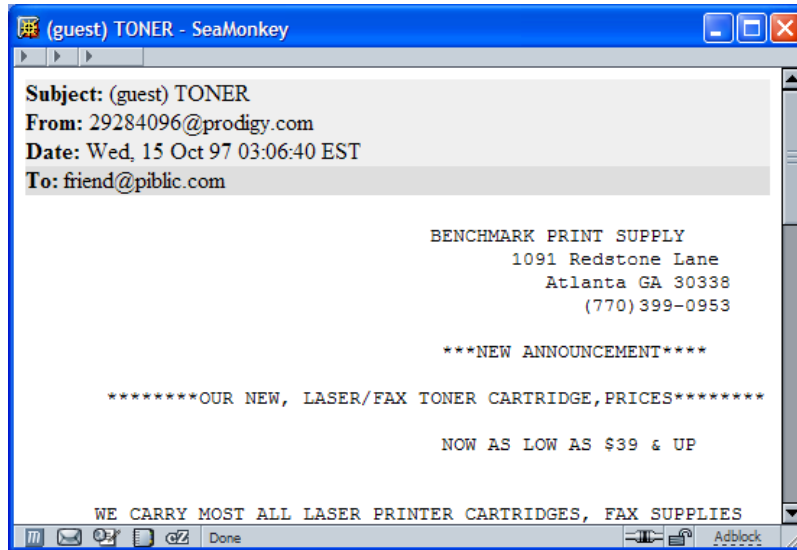 (guest) TONER - SeaMonkey
Subject: (guest) TONER
From: 29284096@prodigy.com
Date: Wed, 15 Oct 97 03:06:40 EST
To: friend@piblic.com
BENCHMARK PRINT SUPPLY
1091 Redstone Lane
Atlanta GA 30338
(770)399-0953
***NEW ANNOUNCEMENT****
********OUR NEW, LASER/FAX TONER CARTRIDGE,PRICES********
NOW AS LOW AS $39 & UP
WE CARRY MOST ALL LASER PRINTER CARTRIDGES, FAX SUPPLIES
Done Adblock